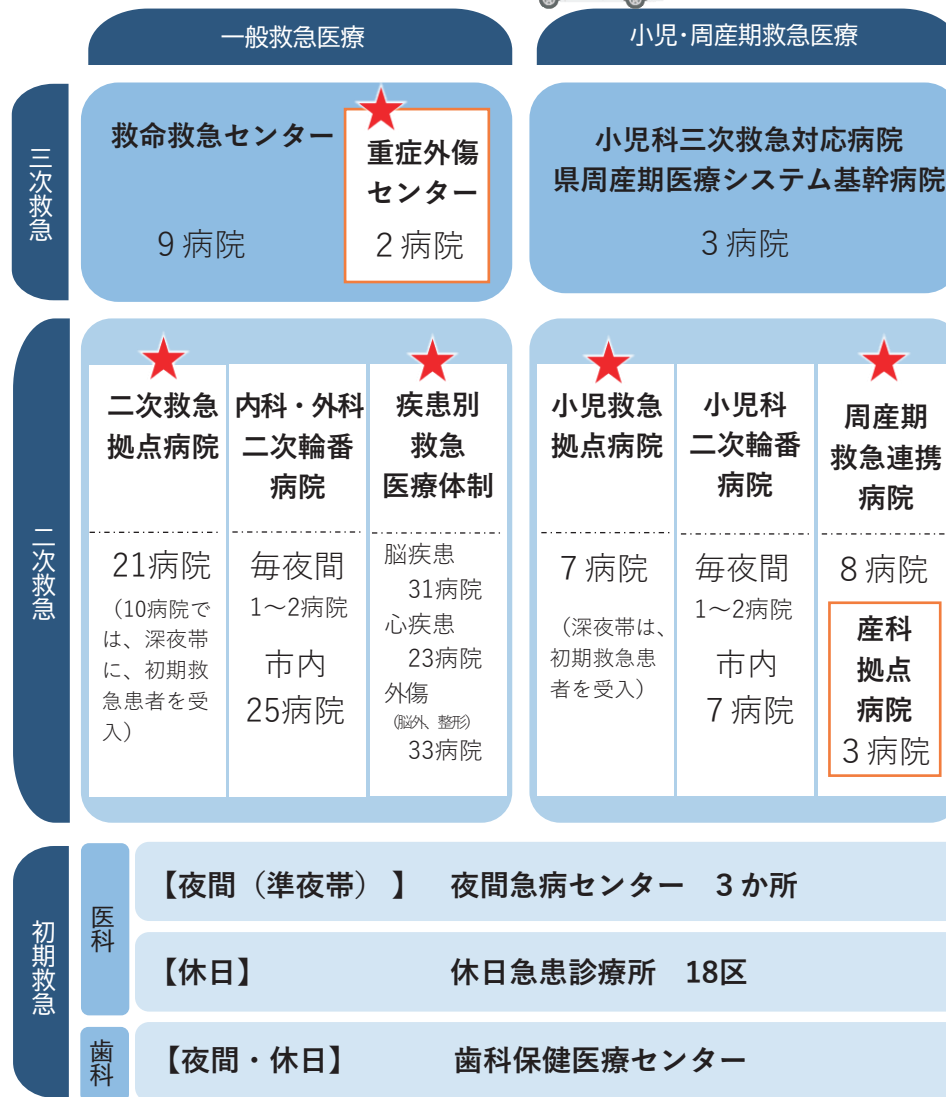 一般救急医療
小児・周産期救急医療
三次救急
救命救急センター
9病院
重症外傷
センター
2病院
小児科三次救急対応病院
県周産期医療システム基幹病院
3病院
二次救急
二次救急
拠点病院
21病院
(10病院で
は、深夜帯
に、初期救
急患者を受
入)
内科・外科
二次輪番
病院
毎夜間
1～2病院
市内
25病院
疾患別
救急
医療体制
脳疾患
31病院
心疾患
23病院
外傷
(脳外、整形)
33病院
小児救急
拠点病院
7病院
(深夜帯は、
初期救急患
者を受入)
小児科
二次輪番
病院
毎夜間
1～2病院
市内
7病院
周産期
救急連携
病院
8病院
産科
拠点
病院
3病院
初期救急
医科
【夜間（準夜帯）】 夜間急病センター 3か所
【休日】 休日急患診療所 18区
歯科
【夜間・休日】 歯科保健医療センター